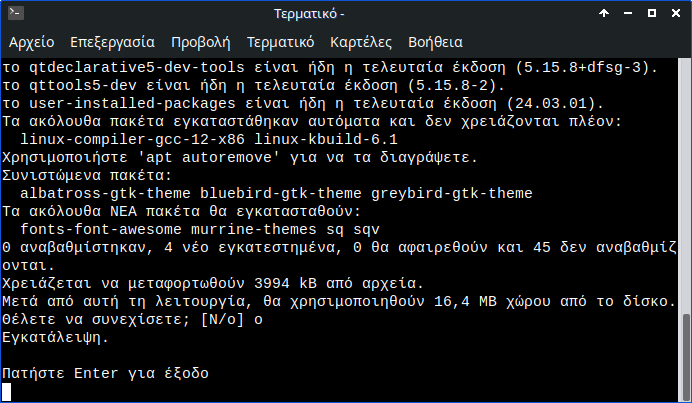 Τερματικό -
Αρχείο Επεξεργασία Προβολή Τερματικό Καρτέλες Βοήθεια
το qtdeclarative5-dev-tools είναι ήδη η τελευταία έκδοση (5.15.8+dfsg-3).
το qttools5-dev είναι ήδη η τελευταία έκδοση (5.15.8-2).
το user-installed-packages είναι ήδη η τελευταία έκδοση (24.03.01).
Τα ακόλουθα πακέτα εγκαταστάθηκαν αυτόματα και δεν χρειάζονται πλέον:
  linux-compiler-gcc-12-x86 linux-kbuild-6.1
Χρησιμοποιήστε 'apt autoremove' για να τα διαγράψετε.
Συνιστώμενα πακέτα:
  albatross-gtk-theme bluebird-gtk-theme greybird-gtk-theme
Τα ακόλουθα ΝΕΑ πακέτα θα εγκατασταθούν:
  fonts-font-awesome murrine-themes sq sqv
0 αναβαθμίστηκαν, 4 νέο εγκατεστημένα, 0 θα αφαιρεθούν και 45 δεν αναβαθμίζ
ονται.
Χρειάζεται να μεταφορτωθούν 3994 kB από αρχεία.
Μετά από αυτή τη λειτουργία, θα χρησιμοποιηθούν 16,4 MB χώρου από το δίσκο.
Θέλετε να συνεχίσετε; [Ν/ο] ο
Εγκατάλειψη.
Πατήστε Enter για έξοδο